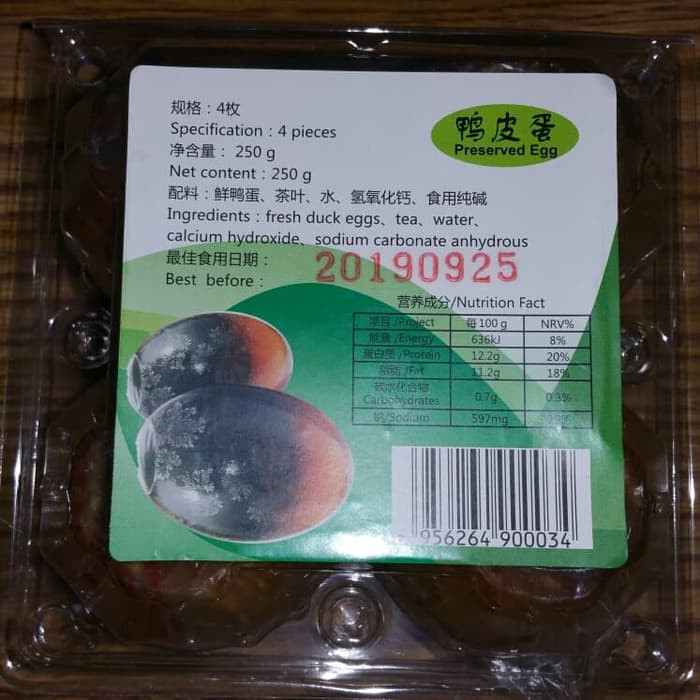 规格：4枚
Specification：4 pieces
净含量： 250 g
Net content：250 g
配料：鲜鸭蛋、茶叶、水、氢氧化钙、食用纯碱
Ingredients：fresh duck eggs、tea、water、
calcium hydroxide、sodium carbonate anhydrous
最佳食用日期：
Best before：
20190925
鸭皮蛋
Preserved Egg
营养成分/Nutrition Fact
项目/Project 每100g NRV%
能量/Energy 636kJ 8%
蛋白质/Protein 12.2g 20%
脂肪/Fat 11.2g 18%
碳水化合物
Carbohydrates 0.7g 0.3%
钠/Sodium 597mg
956264 900034